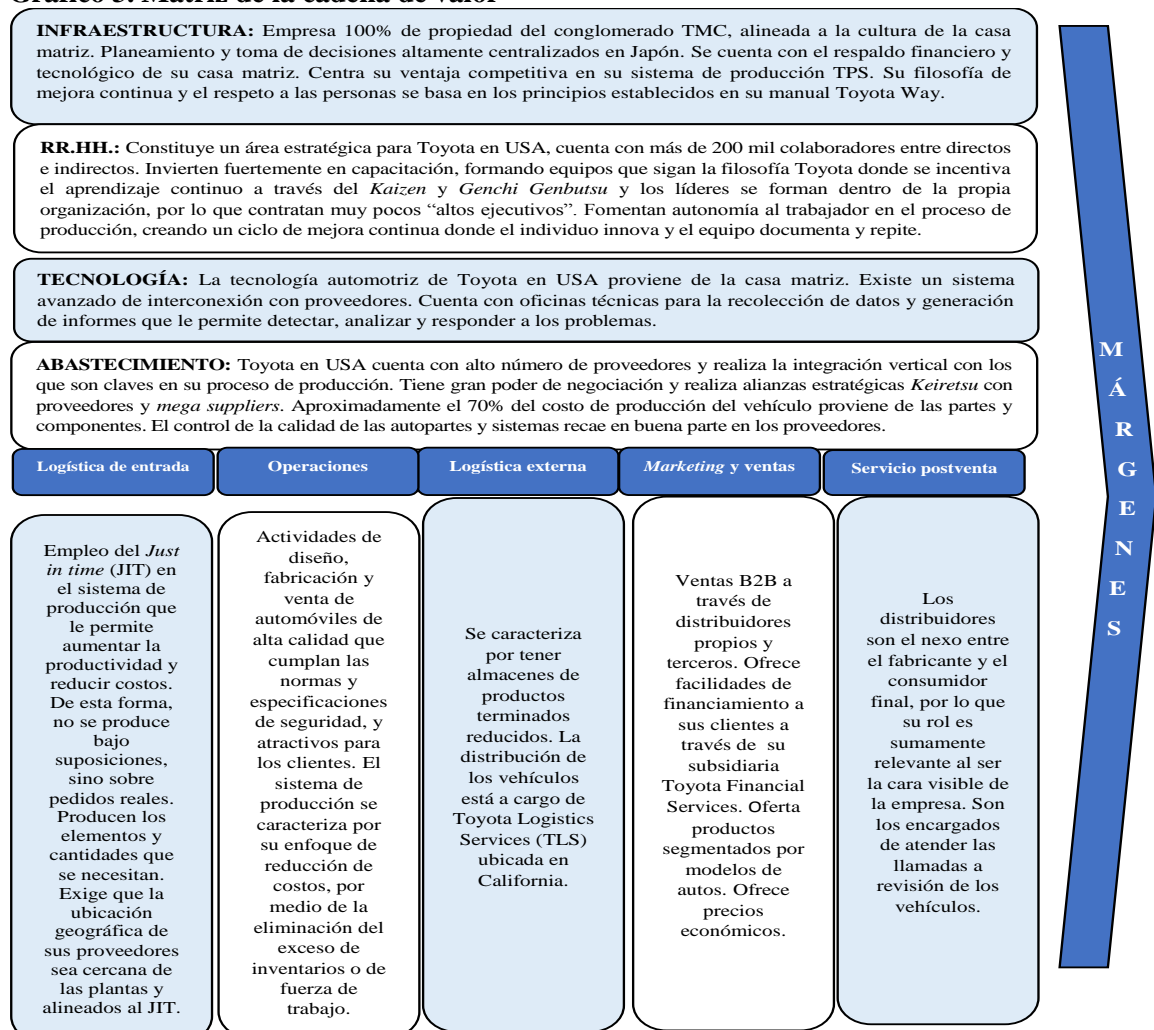 Gráfico 3. Matriz de la cadena de valor
INFRAESTRUCTURA: Empresa 100% de propiedad del conglomerado TMC, alineada a la cultura de la casa
matriz. Planeamiento y toma de decisiones altamente centralizados en Japón. Se cuenta con el respaldo financiero y
tecnológico de su casa matriz. Centra su ventaja competitiva en su sistema de producción TPS. Su filosofía de
mejora continua y el respeto a las personas se basa en los principios establecidos en su manual Toyota Way.
RR.HH.: Constituye un área estratégica para Toyota en USA, cuenta con más de 200 mil colaboradores entre directos
e indirectos. Invierten fuertemente en capacitación, formando equipos que sigan la filosofía Toyota donde se incentiva
el aprendizaje continuo a través del Kaizen y Genchi Genbutsu y los líderes se forman dentro de la propia
organización, por lo que contratan muy pocos “altos ejecutivos”. Fomentan autonomía al trabajador en el proceso de
producción, creando un ciclo de mejora continua donde el individuo innova y el equipo documenta y repite.
TECNOLOGÍA: La tecnología automotriz de Toyota en USA proviene de la casa matriz. Existe un sistema
avanzado de interconexión con proveedores. Cuenta con oficinas técnicas para la recolección de datos y generación
de informes que le permite detectar, analizar y responder a los problemas.
ABASTECIMIENTO: Toyota en USA cuenta con alto número de proveedores y realiza la integración vertical con los
que son claves en su proceso de producción. Tiene gran poder de negociación y realiza alianzas estratégicas Keiretsu con
proveedores y mega suppliers. Aproximadamente el 70% del costo de producción del vehículo proviene de las partes y
componentes. El control de la calidad de las autopartes y sistemas recae en buena parte en los proveedores.
Logística de entrada
Empleo del Just
in time (JIT) en
el sistema de
producción que
le permite
aumentar la
productividad y
reducir costos.
De esta forma,
no se produce
bajo
suposiciones,
sino sobre
pedidos reales.
Producen los
elementos y
cantidades que
se necesitan.
Exige que la
ubicación
geográfica de
sus proveedores
sea cercana de
las plantas y
alineados al JIT.
Operaciones
Actividades de
diseño,
fabricación y
venta de
automóviles de
alta calidad que
cumplan las
normas y
especificaciones
de seguridad, y
atractivos para
los clientes. El
sistema de
producción se
caracteriza por
su enfoque de
reducción de
costos, por
medio de la
eliminación del
exceso de
inventarios o de
fuerza de
trabajo.
Logística externa
Se caracteriza
por tener
almacenes de
productos
terminados
reducidos. La
distribución de
los vehículos
está a cargo de
Toyota Logistics
Services (TLS)
ubicada en
California.
Marketing y ventas
Ventas B2B a
través de
distribuidores
propios y
terceros. Ofrece
facilidades de
financiamiento a
sus clientes a
través de su
subsidiaria
Toyota Financial
Services. Oferta
productos
segmentados por
modelos de
autos. Ofrece
precios
económicos.
Servicio postventa
Los
distribuidores
son el nexo entre
el fabricante y el
consumidor
final, por lo que
su rol es
sumamente
relevante al ser
la cara visible de
la empresa. Son
los encargados
de atender las
llamadas a
revisión de los
vehículos.
MÁRGENES